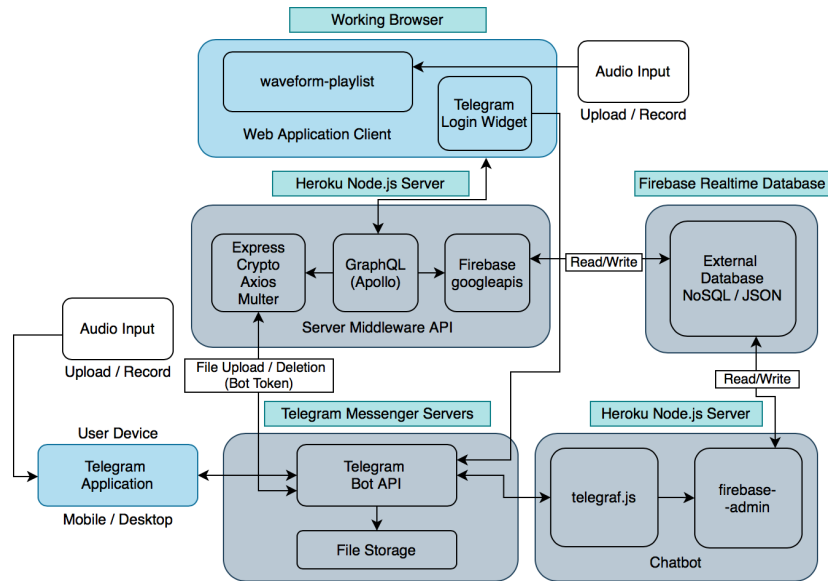 Working Browser
waveform-playlist
Audio Input
Telegram
Login Widget
Upload / Record
Web Application Client
Heroku Node.js Server
Firebase Realtime Database
Express
Crypto
Axios
Multer
GraphQL
(Apollo)
Firebase
googleapis
Read/Write
External
Database
NoSQL / JSON
Server Middleware API
Audio Input
Upload / Record
File Upload / Deletion
(Bot Token)
Read/Write
Telegram Messenger Servers
Heroku Node.js Server
User Device
Telegram
Application
Mobile / Desktop
Telegram
Bot API
File Storage
telegraf.js
firebase-
-admin
Chatbot